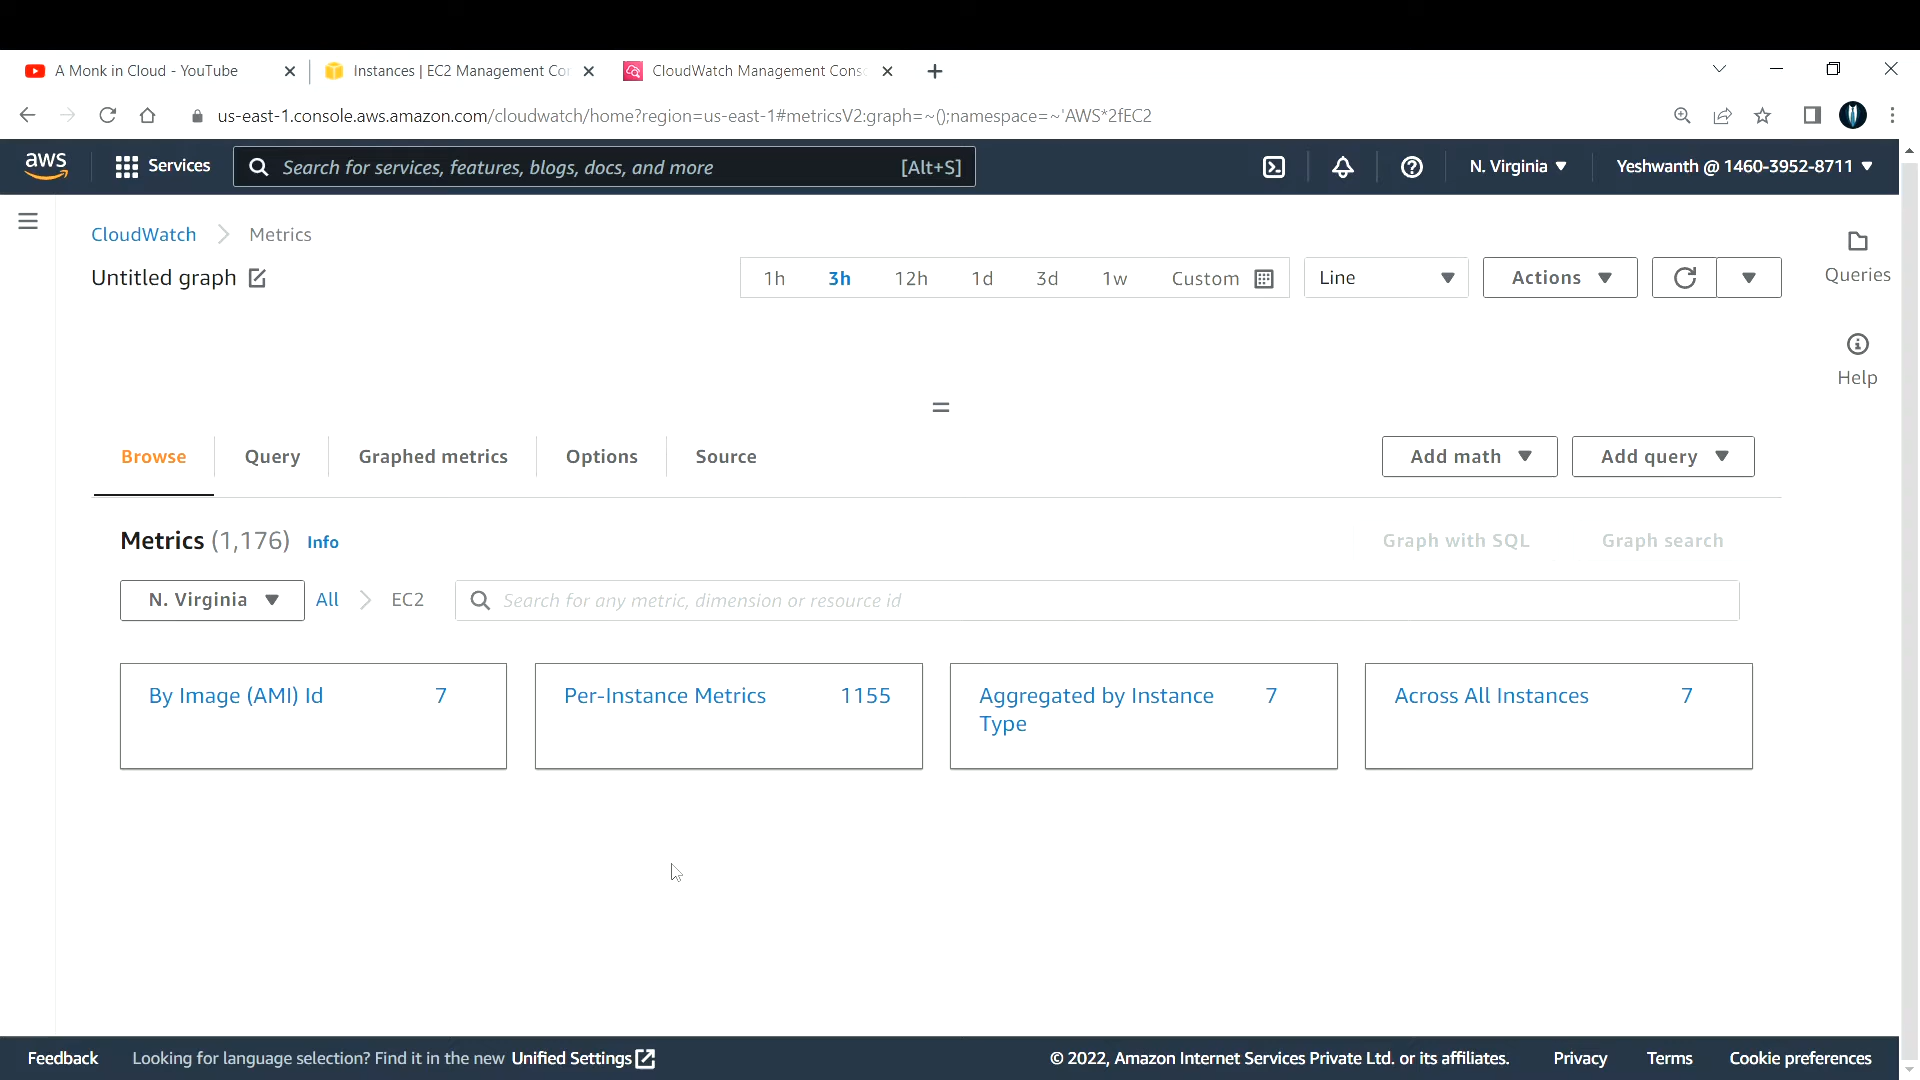 A Monk in Cloud - YouTube
Instances | EC2 Management Co
CloudWatch Management Cons
us-east-1.console.aws.amazon.com/cloudwatch/home?region=us-east-1#metricsV2:graph=~();namespace=~'AWS*2fEC2
aws Services Search for services, features, blogs, docs, and more [Alt+S] N. Virginia Yeshwanth @ 1460-3952-8711
CloudWatch Metrics
Queries
Untitled graph 1h 3h 12h 1d 3d 1w Custom Line Actions
Help
Browse Query Graphed metrics Options Source Add math Add query
Metrics (1,176) Info Graph with SQL Graph search
N. Virginia All EC2 Search for any metric, dimension or resource id
By Image (AMI) Id 7
Per-Instance Metrics 1155
Aggregated by Instance 7
Type
Across All Instances 7
Feedback Looking for language selection? Find it in the new Unified Settings © 2022, Amazon Internet Services Private Ltd. or its affiliates. Privacy Terms Cookie preferences